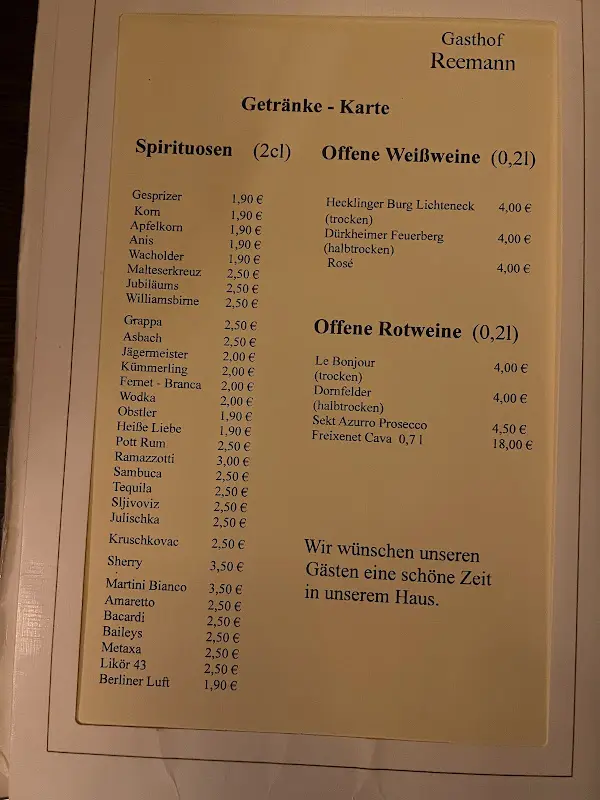 Gasthof
Reemann
Getränke - Karte
Spirituosen (2cl)
Gesprizer 1,90 €
Korn 1,90 €
Apfelkorn 1,90 €
Anis 1,90 €
Wacholder 1,90 €
Malteserkreuz 2,50 €
Jubiläums 2,50 €
Williamsbirne 2,50 €
Grappa 2,50 €
Asbach 2,50 €
Jägermeister 2,00 €
Kümmerling 2,00 €
Fernet - Branca 2,00 €
Wodka 2,00 €
Obstler 1,90 €
Heiße Liebe 1,90 €
Pott Rum 2,50 €
Ramazzotti 3,00 €
Sambuca 2,50 €
Tequila 2,50 €
Sljivoviz 2,50 €
Julischka 2,50 €
Kruschkovac 2,50 €
Sherry 3,50 €
Martini Bianco 3,50 €
Amaretto 2,50 €
Bacardi 2,50 €
Baileys 2,50 €
Metaxa 2,50 €
Likör 43 2,50 €
Berliner Luft 1,90 €
Offene Weißweine (0,2l)
Hecklinger Burg Lichteneck 4,00 €
(trocken)
Dürkheimer Feuerberg 4,00 €
(halbtrocken)
Rosé 4,00 €
Offene Rotweine (0,2l)
Le Bonjour 4,00 €
(trocken)
Dornfelder 4,00 €
(halbtrocken)
Sekt Azurro Prosecco 4,50 €
Freixenet Cava 0,7 l 18,00 €
Wir wünschen unseren
Gästen eine schöne Zeit
in unserem Haus.